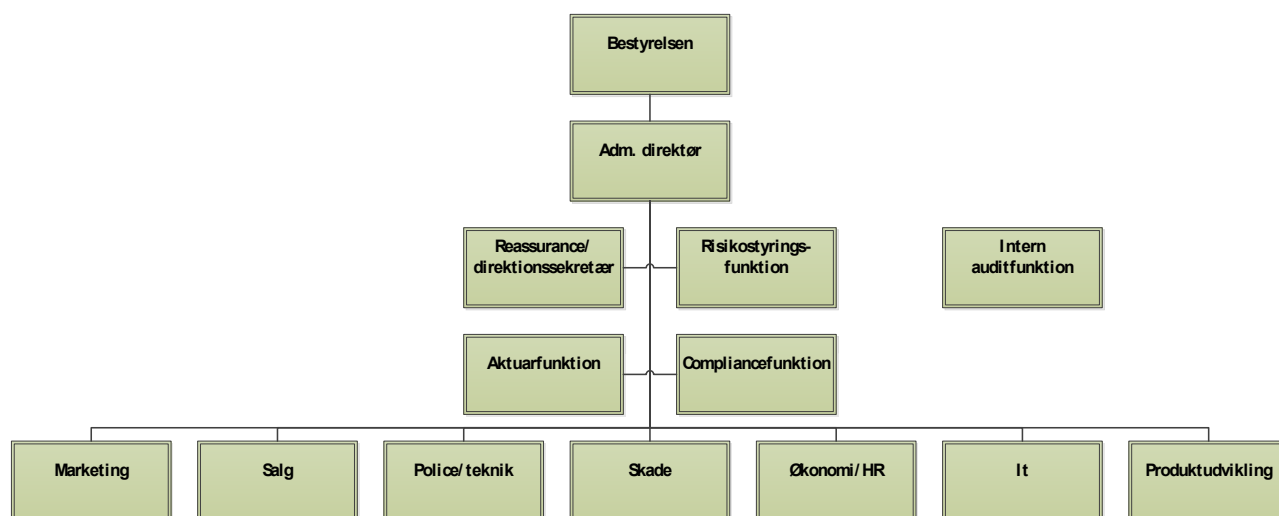 Bestyrelsen
Adm. direktør
Reassurance/
direktionssekretær
Risikostyrings-
funktion
Intern
auditfunktion
Aktuarfunktion
Compliancefunktion
Marketing
Salg
Police/ teknik
Skade
Økonomi/ HR
It
Produktudvikling